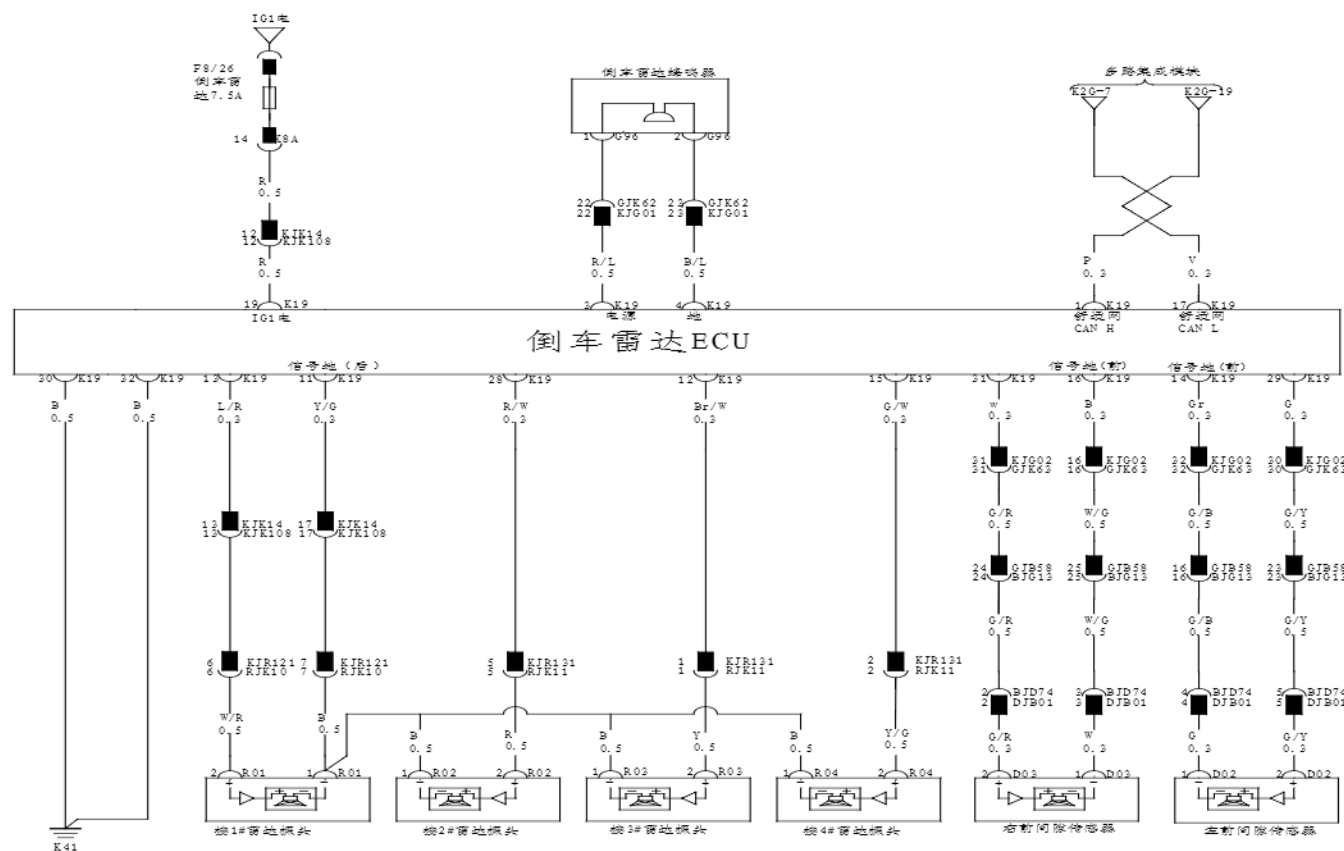 IG1电
F8/26
倒车雷
达7.5A
14 K8A
R
0.5
12 KJK14
12 KJK108
R
0.5
19 K19
IG1电
倒车雷达蜂鸣器
1 G96 2 G96
22 GJK62 23 GJK62
22 KJG01 23 KJG01
R/L B/L
0.5 0.5
3 K19 4 K19
电源 地
多路集成模块
K2G-7 K2G-19
P V
0.3 0.3
1 K19 17 K19
舒适网 舒适网
CAN H CAN L
倒车雷达ECU
信号地(后) 信号地(前) 信号地(前)
30 K19 32 K19 13 K19 11 K19 28 K19 12 K19 15 K19 31 K19 16 K19 14 K19 29 K19
B B L/R Y/G R/W Br/W G/W W B Gr G
0.5 0.5 0.3 0.3 0.3 0.3 0.3 0.3 0.3 0.3 0.3
31 KJG02 16 KJG02 32 KJG02 30 KJG02
31 GJK63 16 GJK63 32 GJK63 30 GJK63
G/R W/G G/B G/Y
0.5 0.5 0.5 0.5
13 KJK14 17 KJK14
13 KJK108 17 KJK108
24 GJB58 25 GJB58 16 GJB58 23 GJB58
24 BJG13 25 BJG13 16 BJG13 23 BJG13
G/R W/G G/B G/Y
0.5 0.5 0.5 0.5
6 KJR121 7 KJR121 5 KJR131 1 KJR131 2 KJR131
6 RJK10 7 RJK10 5 RJK11 1 RJK11 2 RJK11
2 BJD74 3 BJD74 4 BJD74 5 BJD74
2 DJB01 3 DJB01 4 DJB01 5 DJB01
W/R B B R B Y B Y/G G/R W G G/Y
0.5 0.5 0.5 0.5 0.5 0.5 0.5 0.5 0.3 0.3 0.3 0.3
2 R01 1 R01 1 R02 2 R02 1 R03 2 R03 1 R04 2 R04 2 D03 1 D03 1 D02 2 D02
接1#雷达探头 接2#雷达探头 接3#雷达探头 接4#雷达探头 右前间隙传感器 左前间隙传感器
K41